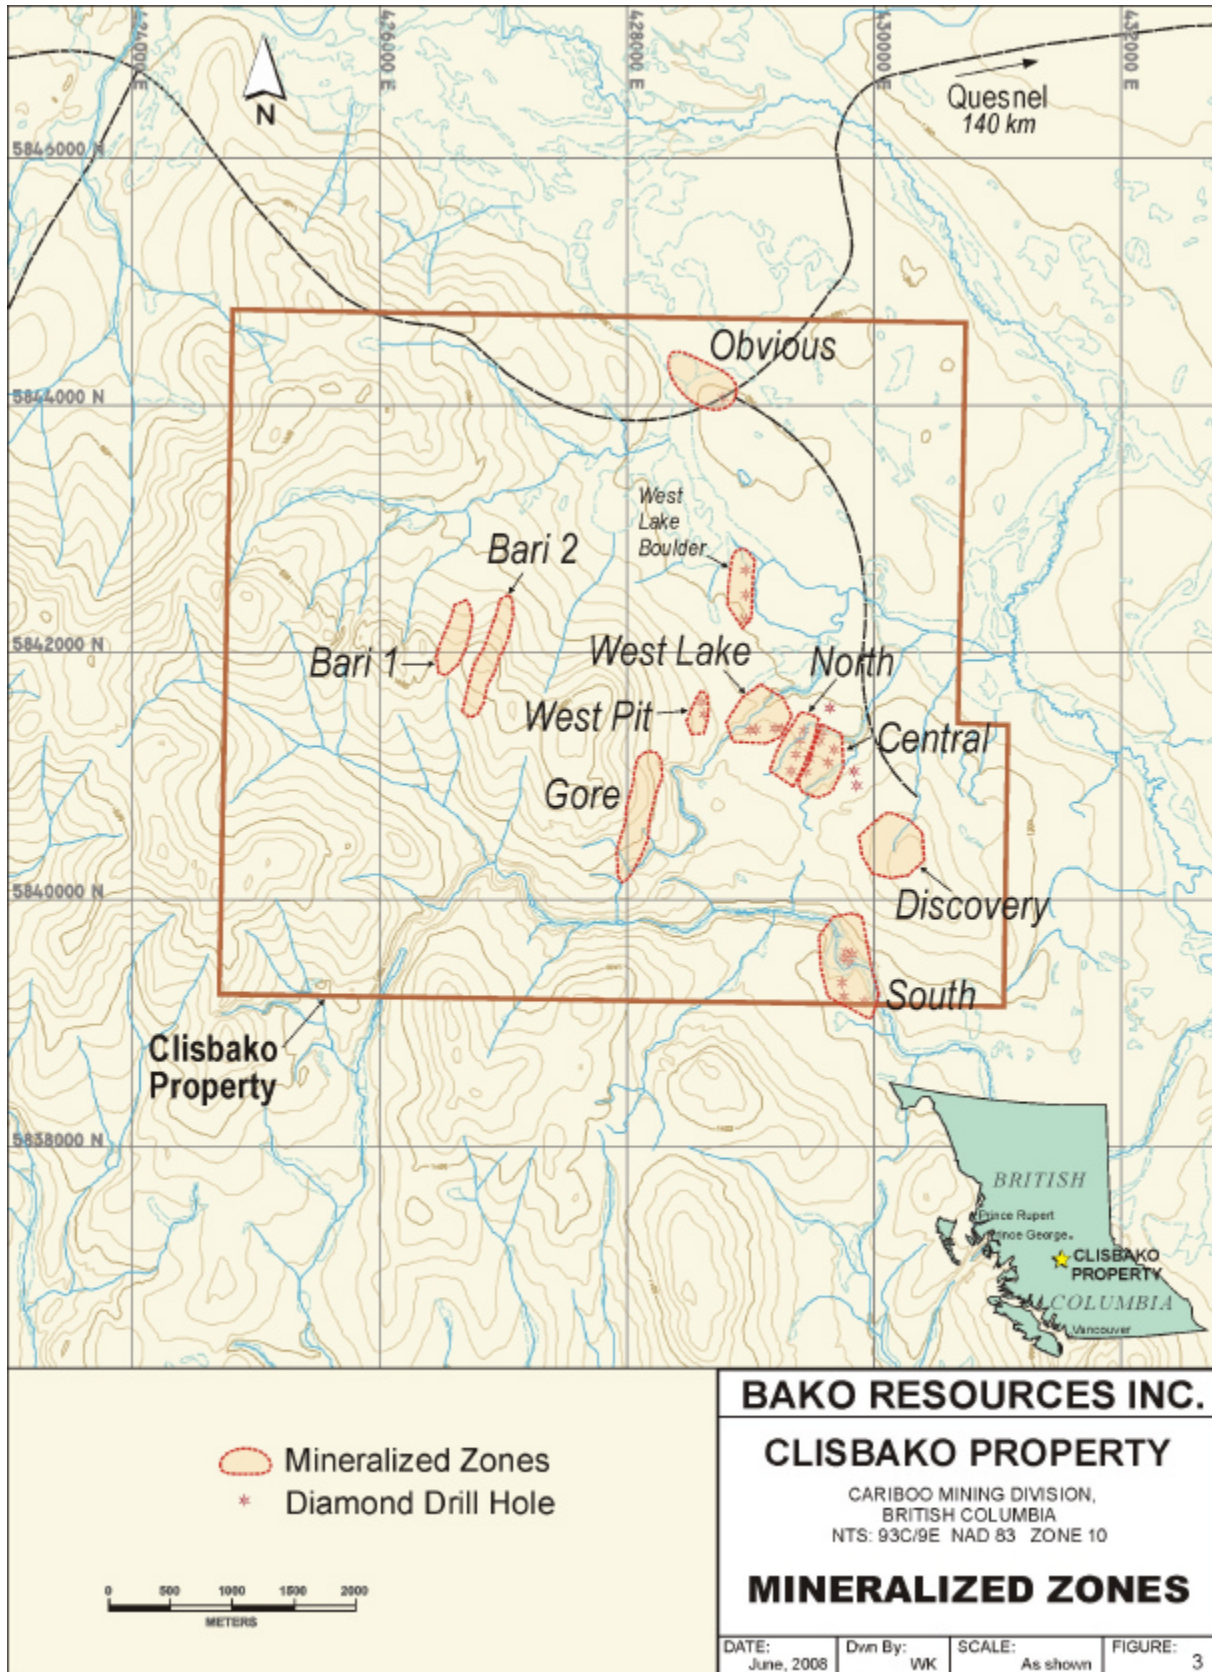 424000 E
426000 E
428000 E
430000 E
432000 E
N
Quesnel
140 km
5846000 N
Obvious
5844000 N
West
Lake
Boulder
Bari 2
5842000 N
Bari 1
West Lake
North
West Pit
Central
Gore
5840000 N
Discovery
South
Clisbako
Property
5838000 N
BRITISH
Prince Rupert
Prince George
CLISBAKO
PROPERTY
COLUMBIA
Vancouver
Mineralized Zones
Diamond Drill Hole
0 500 1000 1500 2000
METERS
BAKO RESOURCES INC.
CLISBAKO PROPERTY
CARIBOO MINING DIVISION,
BRITISH COLUMBIA
NTS: 93C/9E NAD 83 ZONE 10
MINERALIZED ZONES
DATE:
June, 2008
Dwn By:
WK
SCALE:
As shown
FIGURE:
3